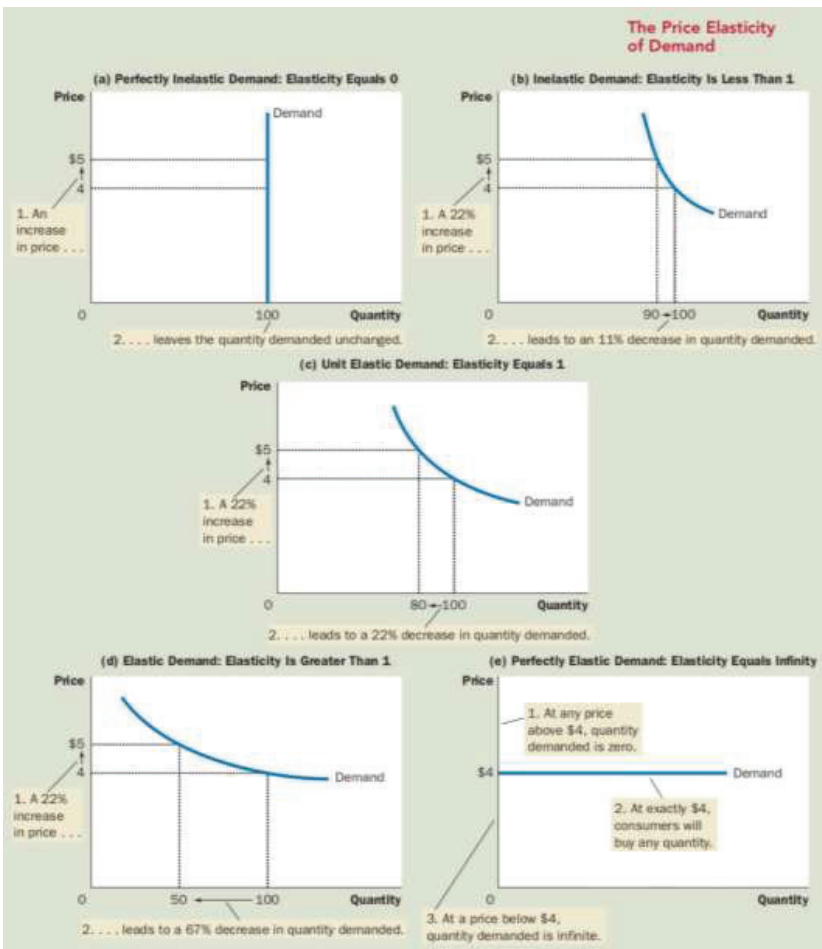 The Price Elasticity
of Demand
(a) Perfectly Inelastic Demand: Elasticity Equals 0
Price
Demand
$5
4
1. An
increase
in price . . .
0
100
Quantity
2. . . . leaves the quantity demanded unchanged.
(b) Inelastic Demand: Elasticity Is Less Than 1
Price
$5
4
1. A 22%
increase
in price . . .
Demand
0
90
100
Quantity
2. . . . leads to an 11% decrease in quantity demanded.
(c) Unit Elastic Demand: Elasticity Equals 1
Price
$5
4
1. A 22%
increase
in price . . .
Demand
0
80
100
Quantity
2. . . . leads to a 22% decrease in quantity demanded.
(d) Elastic Demand: Elasticity Is Greater Than 1
Price
$5
4
1. A 22%
increase
in price . . .
Demand
0
50
100
Quantity
2. . . . leads to a 67% decrease in quantity demanded.
(e) Perfectly Elastic Demand: Elasticity Equals Infinity
Price
1. At any price
above $4, quantity
demanded is zero.
$4
Demand
2. At exactly $4,
consumers will
buy any quantity.
0
Quantity
3. At a price below $4,
quantity demanded is infinite.